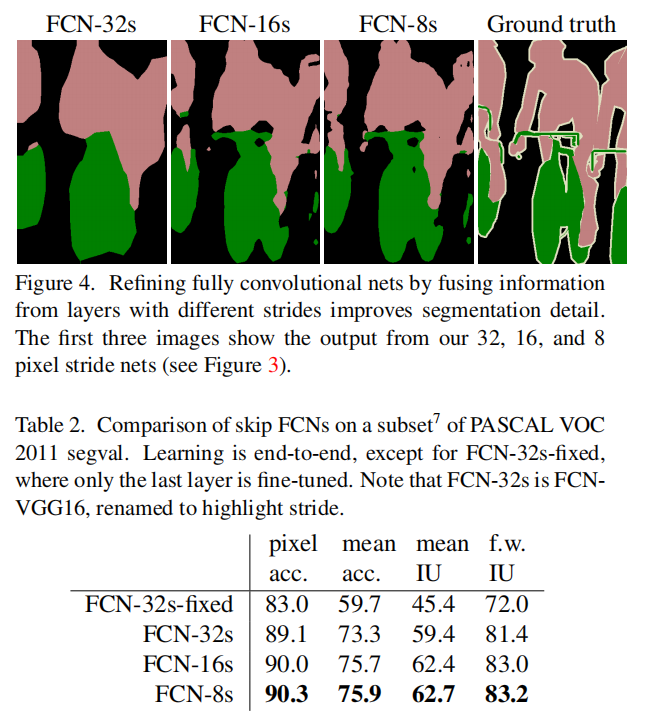 FCN-32s FCN-16s FCN-8s Ground truth
Figure 4. Refining fully convolutional nets by fusing information
from layers with different strides improves segmentation detail.
The first three images show the output from our 32, 16, and 8
pixel stride nets (see Figure 3).
Table 2. Comparison of skip FCNs on a subset⁷ of PASCAL VOC
2011 segval. Learning is end-to-end, except for FCN-32s-fixed,
where only the last layer is fine-tuned. Note that FCN-32s is FCN-
VGG16, renamed to highlight stride.
pixel mean mean f.w.
acc. acc. IU IU
FCN-32s-fixed 83.0 59.7 45.4 72.0
FCN-32s 89.1 73.3 59.4 81.4
FCN-16s 90.0 75.7 62.4 83.0
FCN-8s 90.3 75.9 62.7 83.2